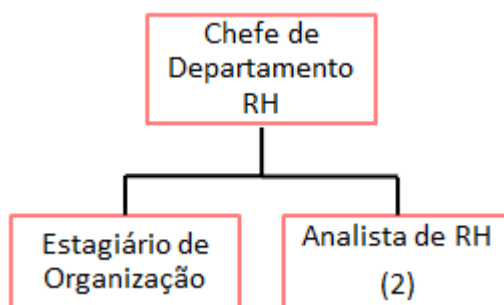 Chefe de
Departamento
RH
Estagiário de
Organização
Analista de RH
(2)